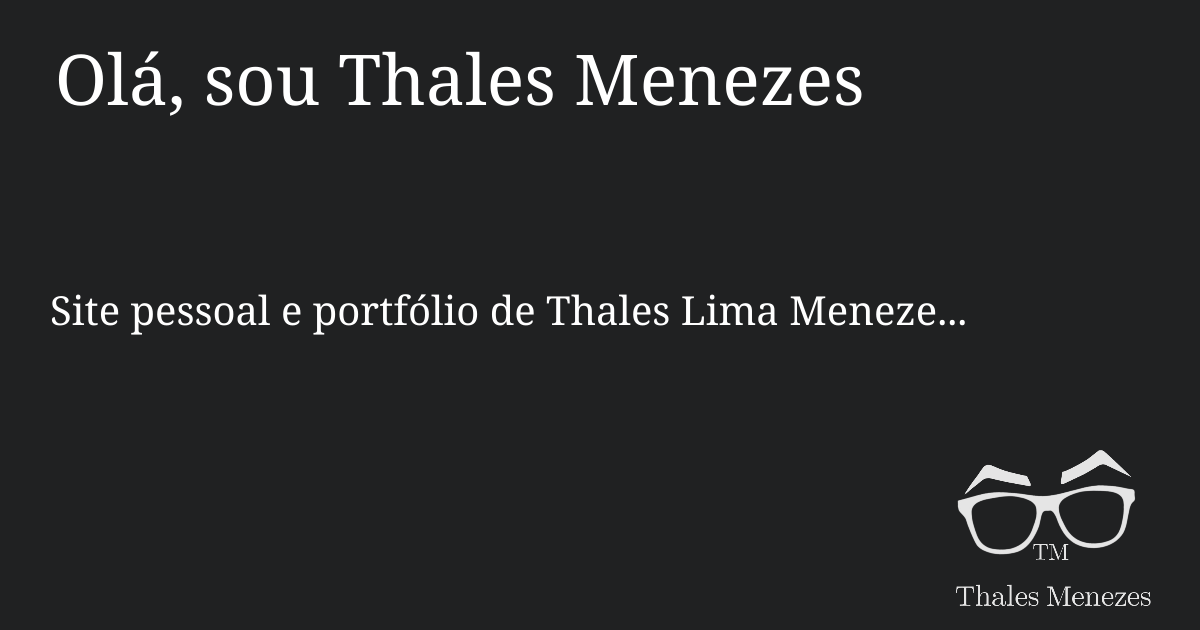 Olá, sou Thales Menezes
Site pessoal e portfólio de Thales Lima Meneze...
TM
Thales Menezes